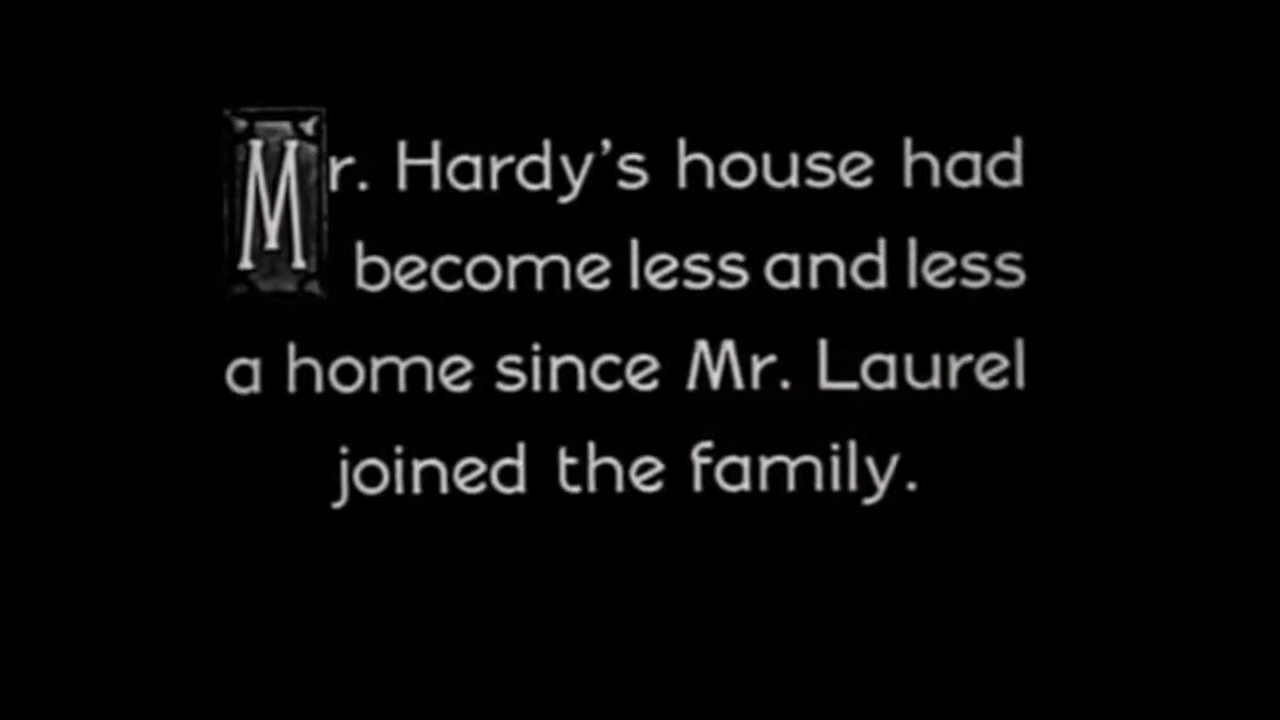 Mr. Hardy’s house had
become less and less
a home since Mr. Laurel
joined the family.